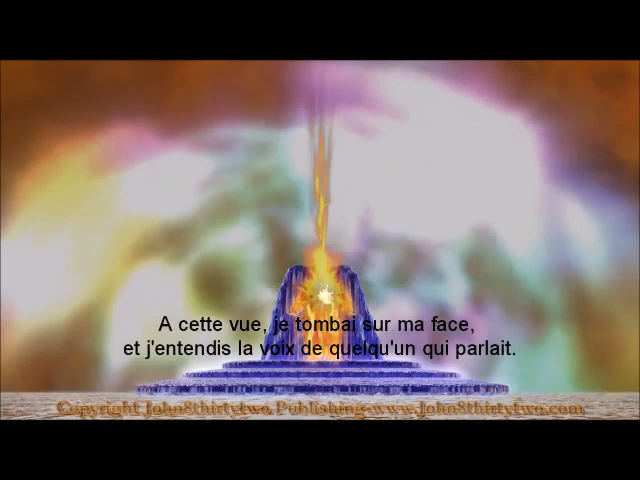 A cette vue, je tombai sur ma face,
et j'entendis la voix de quelqu'un qui parlait.
Copyright John8thirtytwo Publishing-www.John8thirtytwo.com